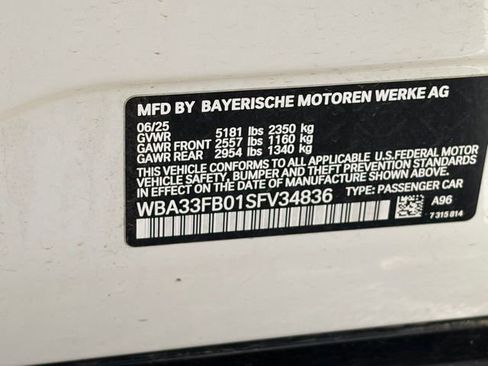 MFD BY BAYERISCHE MOTOREN WERKE AG
06/25
GVWR 5181 lbs 2350 kg
GAWR FRONT 2557 lbs 1160 kg
GAWR REAR 2954 lbs 1340 kg
THIS VEHICLE CONFORMS TO ALL APPLICABLE U.S.FEDERAL MOTOR
VEHICLE SAFETY, BUMPER AND THEFT PREVENTION STANDARDS
IN EFFECT ON THE DATE OF MANUFACTURE SHOWN ABOVE.
WBA33FB01SFV34836 TYPE: PASSENGER CAR
A96
7 315 814